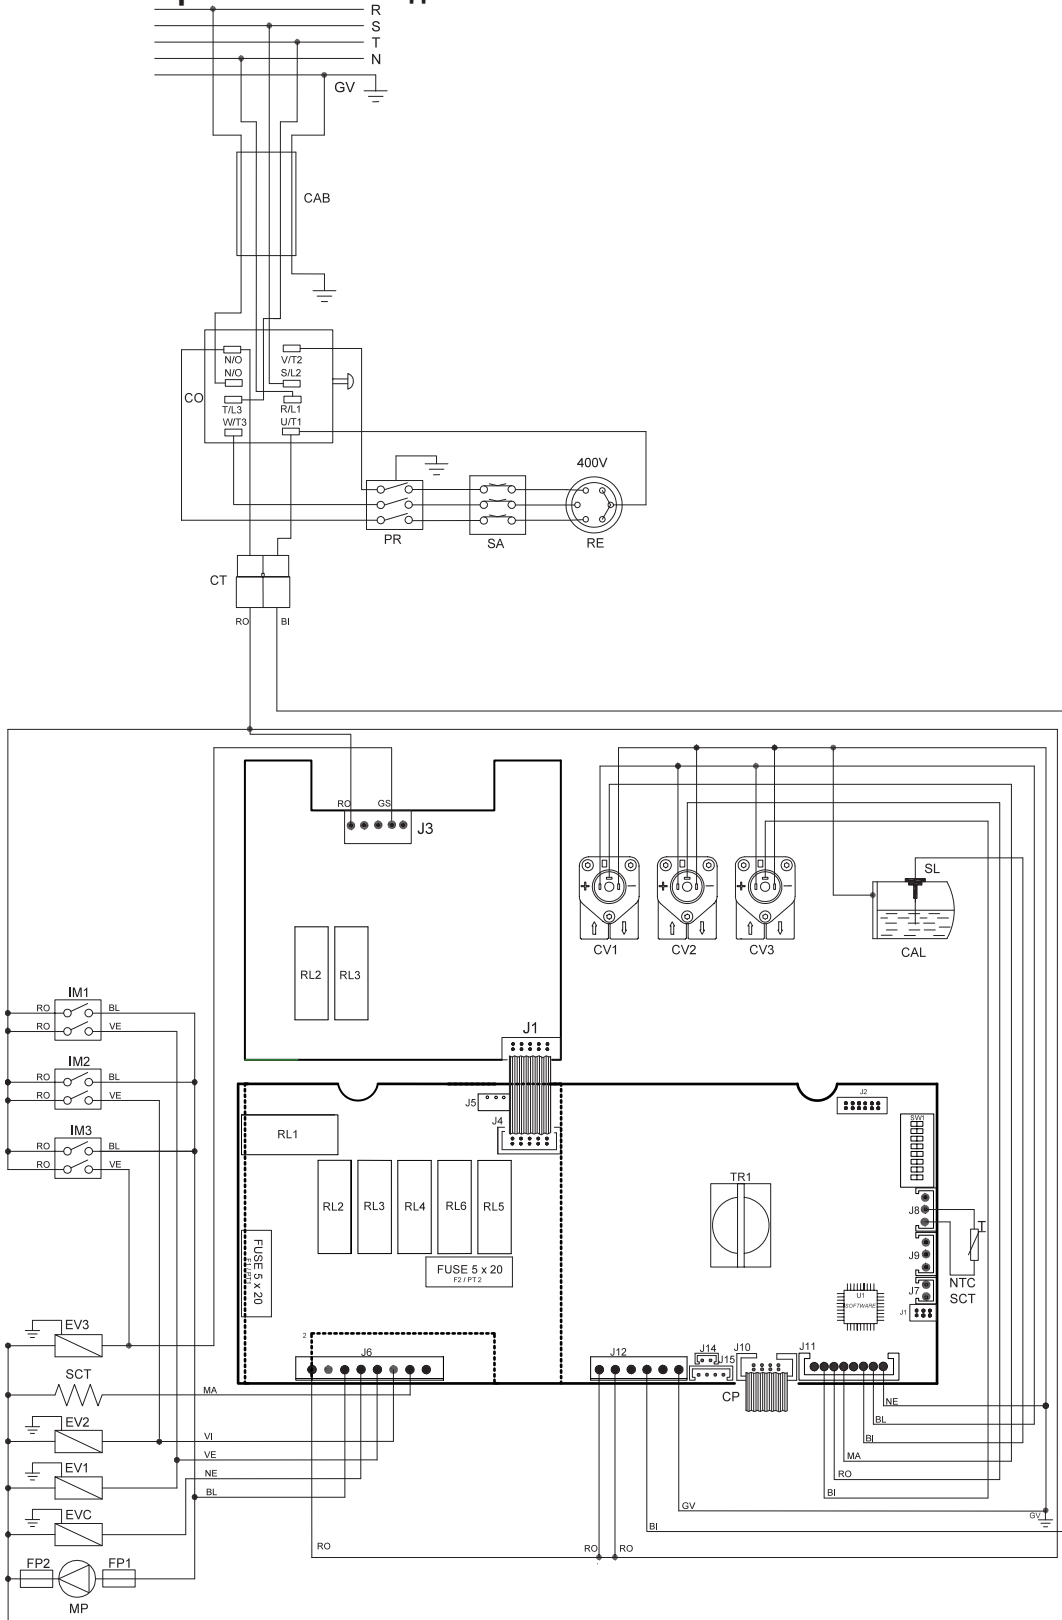 R
S
T
N
GV
CAB
N/O
V/T2
N/O
S/L2
CO
T/L3
R/L1
W/T3
U/T1
400V
PR
SA
RE
CT
RO
BI
RO
GS
J3
SL
CV1
CV2
CV3
CAL
RL2
RL3
IM1
RO
BL
RO
VE
J1
IM2
RO
BL
RO
VE
J5
J2
J4
SW1
IM3
RO
BL
RO
VE
RL1
RL2
RL3
RL4
RL6
RL5
TR1
J8
J9
FUSE 5 x 20
F1 / PT1
FUSE 5 x 20
F2 / PT 2
J7
NTC
SCT
U1
SOFTWARE
J1
EV3
2
J6
J12
J14
J15
J10
J11
CP
SCT
MA
NE
EV2
VI
BL
BI
VE
EV1
NE
MA
RO
BL
BI
EVC
GV
GV
BI
RO
RO
RO
FP2
FP1
MP